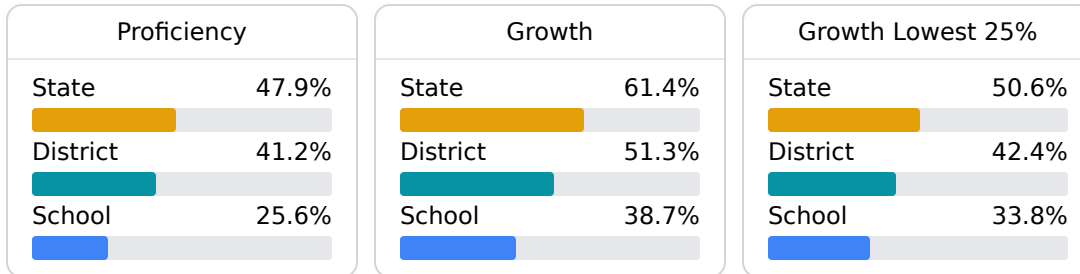 Proficiency
State 47.9%
District 41.2%
School 25.6%
Growth
State 61.4%
District 51.3%
School 38.7%
Growth Lowest 25%
State 50.6%
District 42.4%
School 33.8%